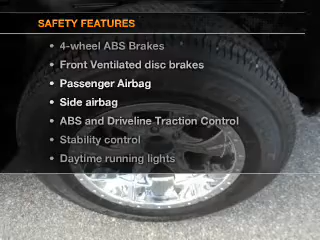 SAFETY FEATURES
• 4-wheel ABS Brakes
• Front Ventilated disc brakes
• Passenger Airbag
• Side airbag
• ABS and Driveline Traction Control
• Stability control
• Daytime running lights